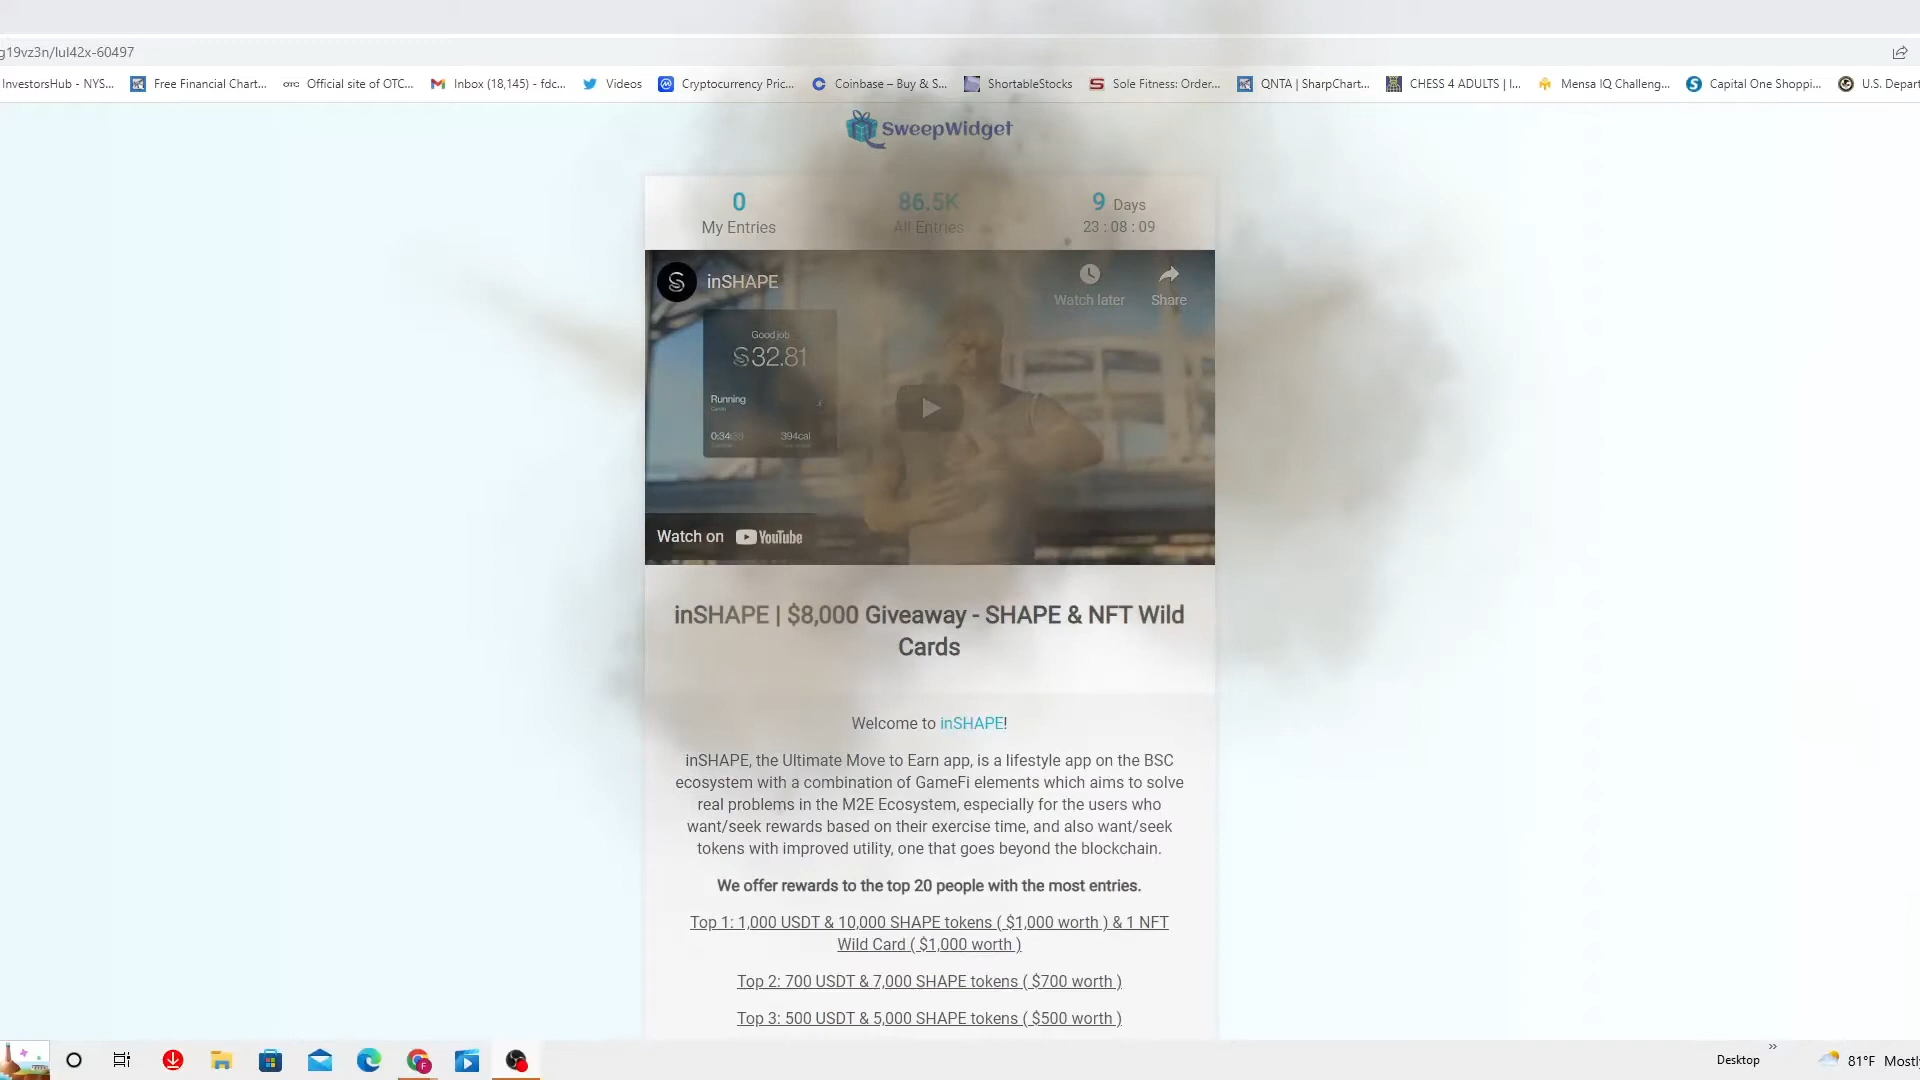 g19vz3n/lul42x-60497
InvestorsHub - NYS... Free Financial Chart... OTC Official site of OTC... Inbox (18,145) - fdc... Videos Cryptocurrency Pric... Coinbase – Buy & S... ShortableStocks Sole Fitness: Order... QNTA | SharpChart... CHESS 4 ADULTS | I... Mensa IQ Challeng... Capital One Shoppi... U.S. Depart
SweepWidget
0 86.5K 9 Days
My Entries All Entries 23 : 08 : 09
inSHAPE
Watch later Share
Good job
32.81
Running
Cardio
0:34:38 394cal
Watch on YouTube
inSHAPE | $8,000 Giveaway - SHAPE & NFT Wild
Cards
Welcome to inSHAPE!
inSHAPE, the Ultimate Move to Earn app, is a lifestyle app on the BSC
ecosystem with a combination of GameFi elements which aims to solve
real problems in the M2E Ecosystem, especially for the users who
want/seek rewards based on their exercise time, and also want/seek
tokens with improved utility, one that goes beyond the blockchain.
We offer rewards to the top 20 people with the most entries.
Top 1: 1,000 USDT & 10,000 SHAPE tokens ( $1,000 worth ) & 1 NFT
Wild Card ( $1,000 worth )
Top 2: 700 USDT & 7,000 SHAPE tokens ( $700 worth )
Top 3: 500 USDT & 5,000 SHAPE tokens ( $500 worth )
Desktop » 81°F Mostly